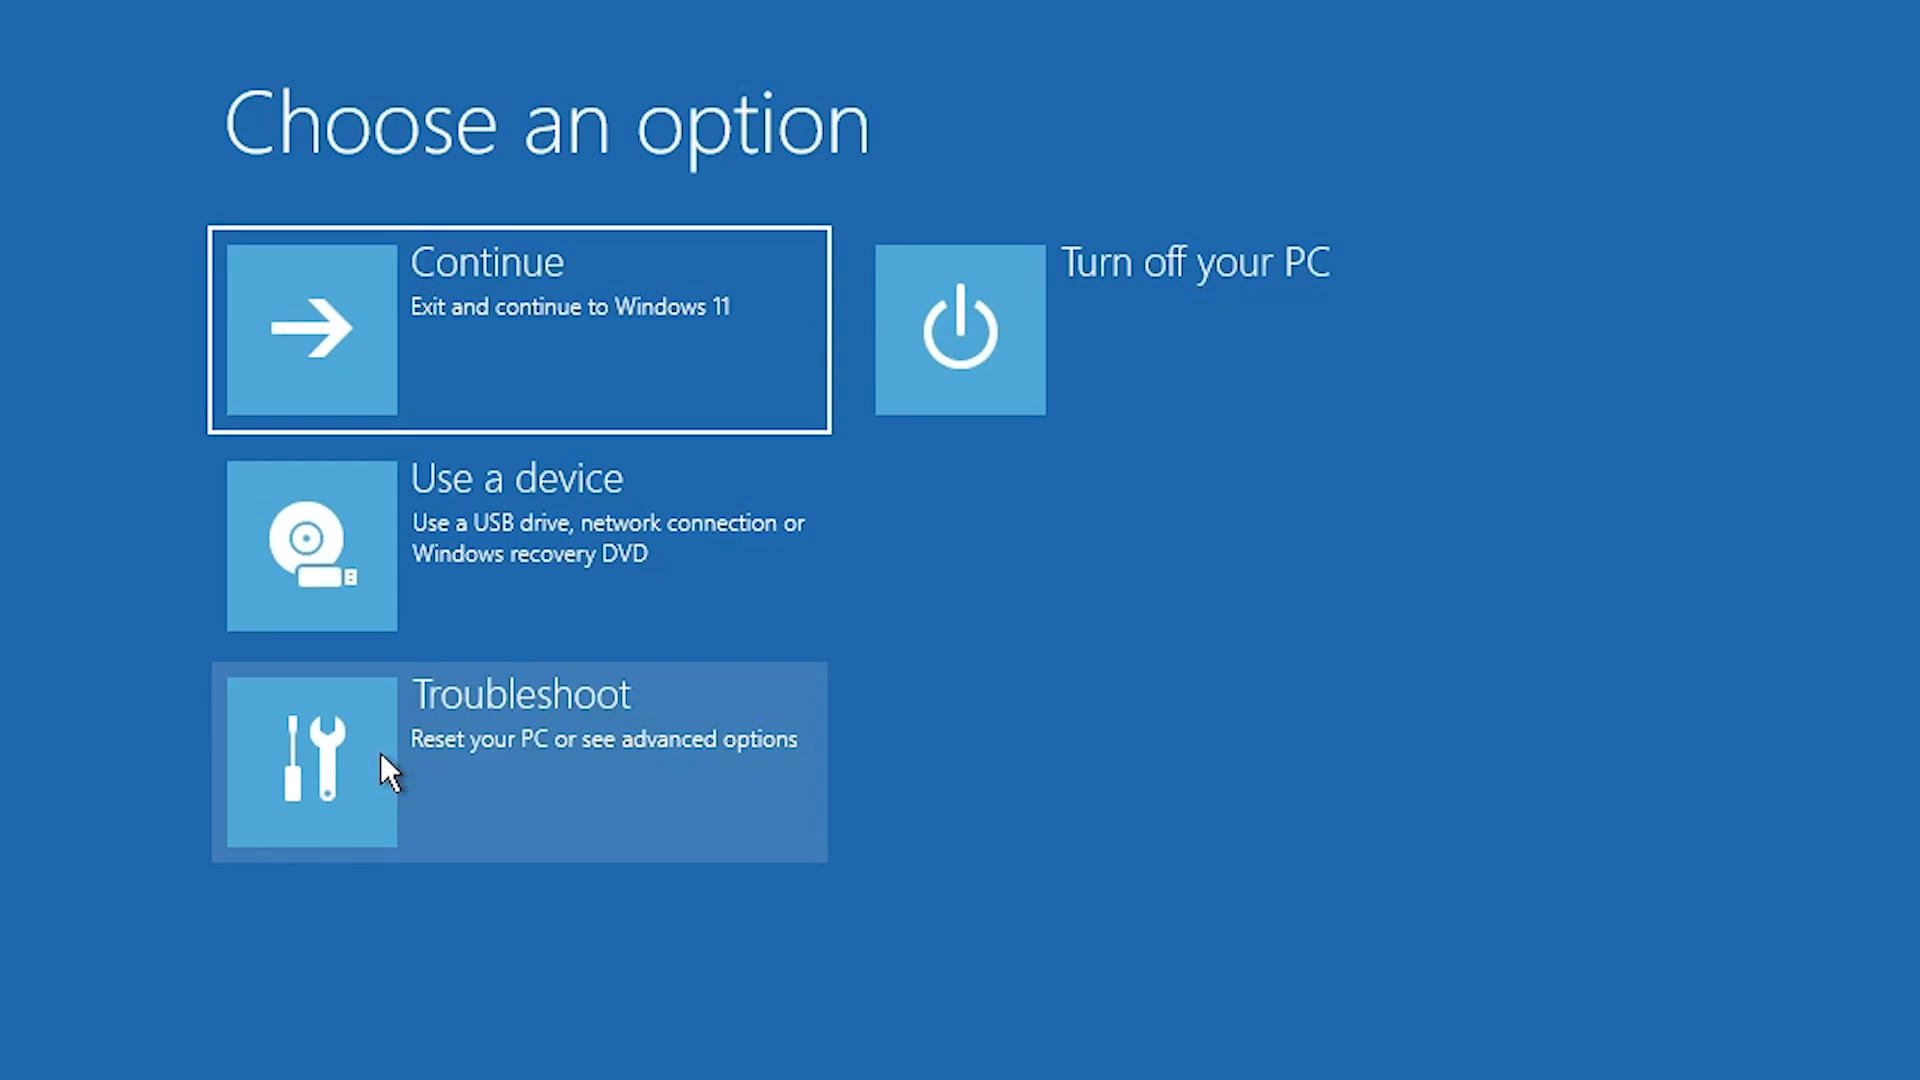 Choose an option
Continue
Exit and continue to Windows 11
Turn off your PC
Use a device
Use a USB drive, network connection or
Windows recovery DVD
Troubleshoot
Reset your PC or see advanced options